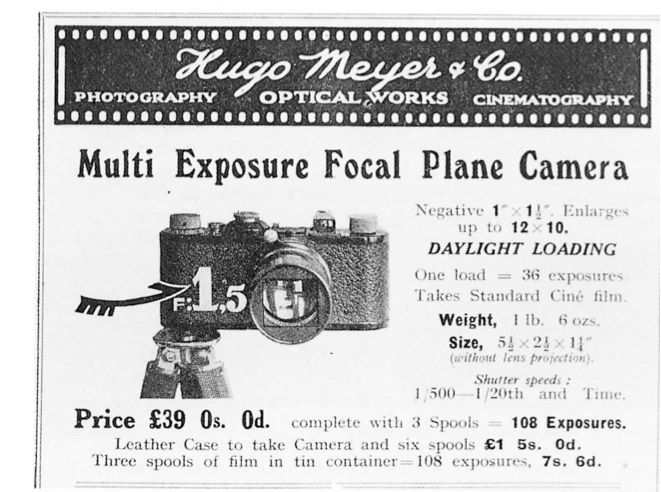 Hugo Meyer & Co.
PHOTOGRAPHY OPTICAL WORKS CINEMATOGRAPHY
Multi Exposure Focal Plane Camera
Negative 1″ × 1½″. Enlarges
up to 12 × 10.
DAYLIGHT LOADING
One load = 36 exposures
Takes Standard Ciné film.
Weight, 1 lb. 6 ozs.
Size, 5½ × 2½ × 1¼″
(without lens projection).
Shutter speeds :
1/500—1/20th and Time.
F:1,5
Price £39 0s. 0d. complete with 3 Spools = 108 Exposures.
Leather Case to take Camera and six spools £1 5s. 0d.
Three spools of film in tin container=108 exposures, 7s. 6d.